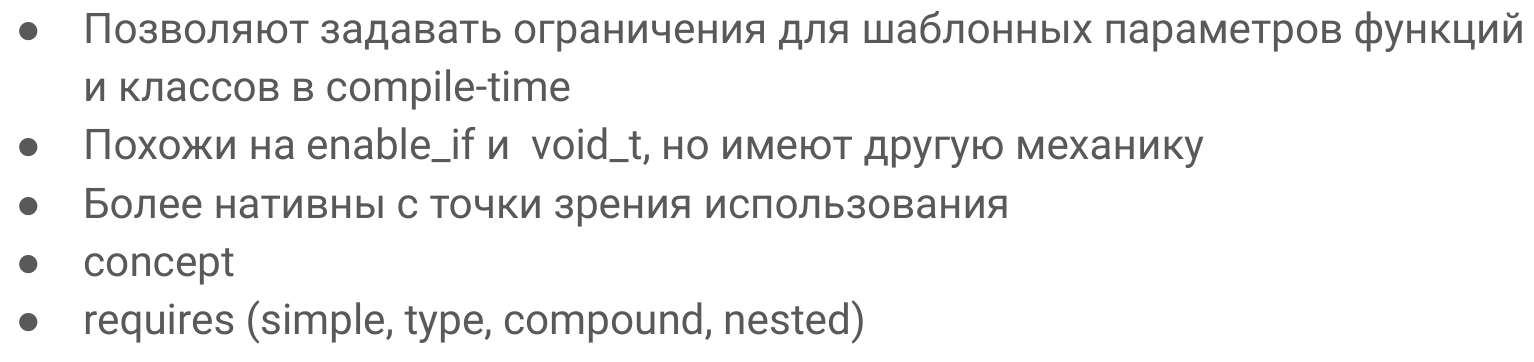 ● Позволяют задавать ограничения для шаблонных параметров функций
и классов в compile-time
● Похожи на enable_if и  void_t, но имеют другую механику
● Более нативны с точки зрения использования
● concept
● requires (simple, type, compound, nested)